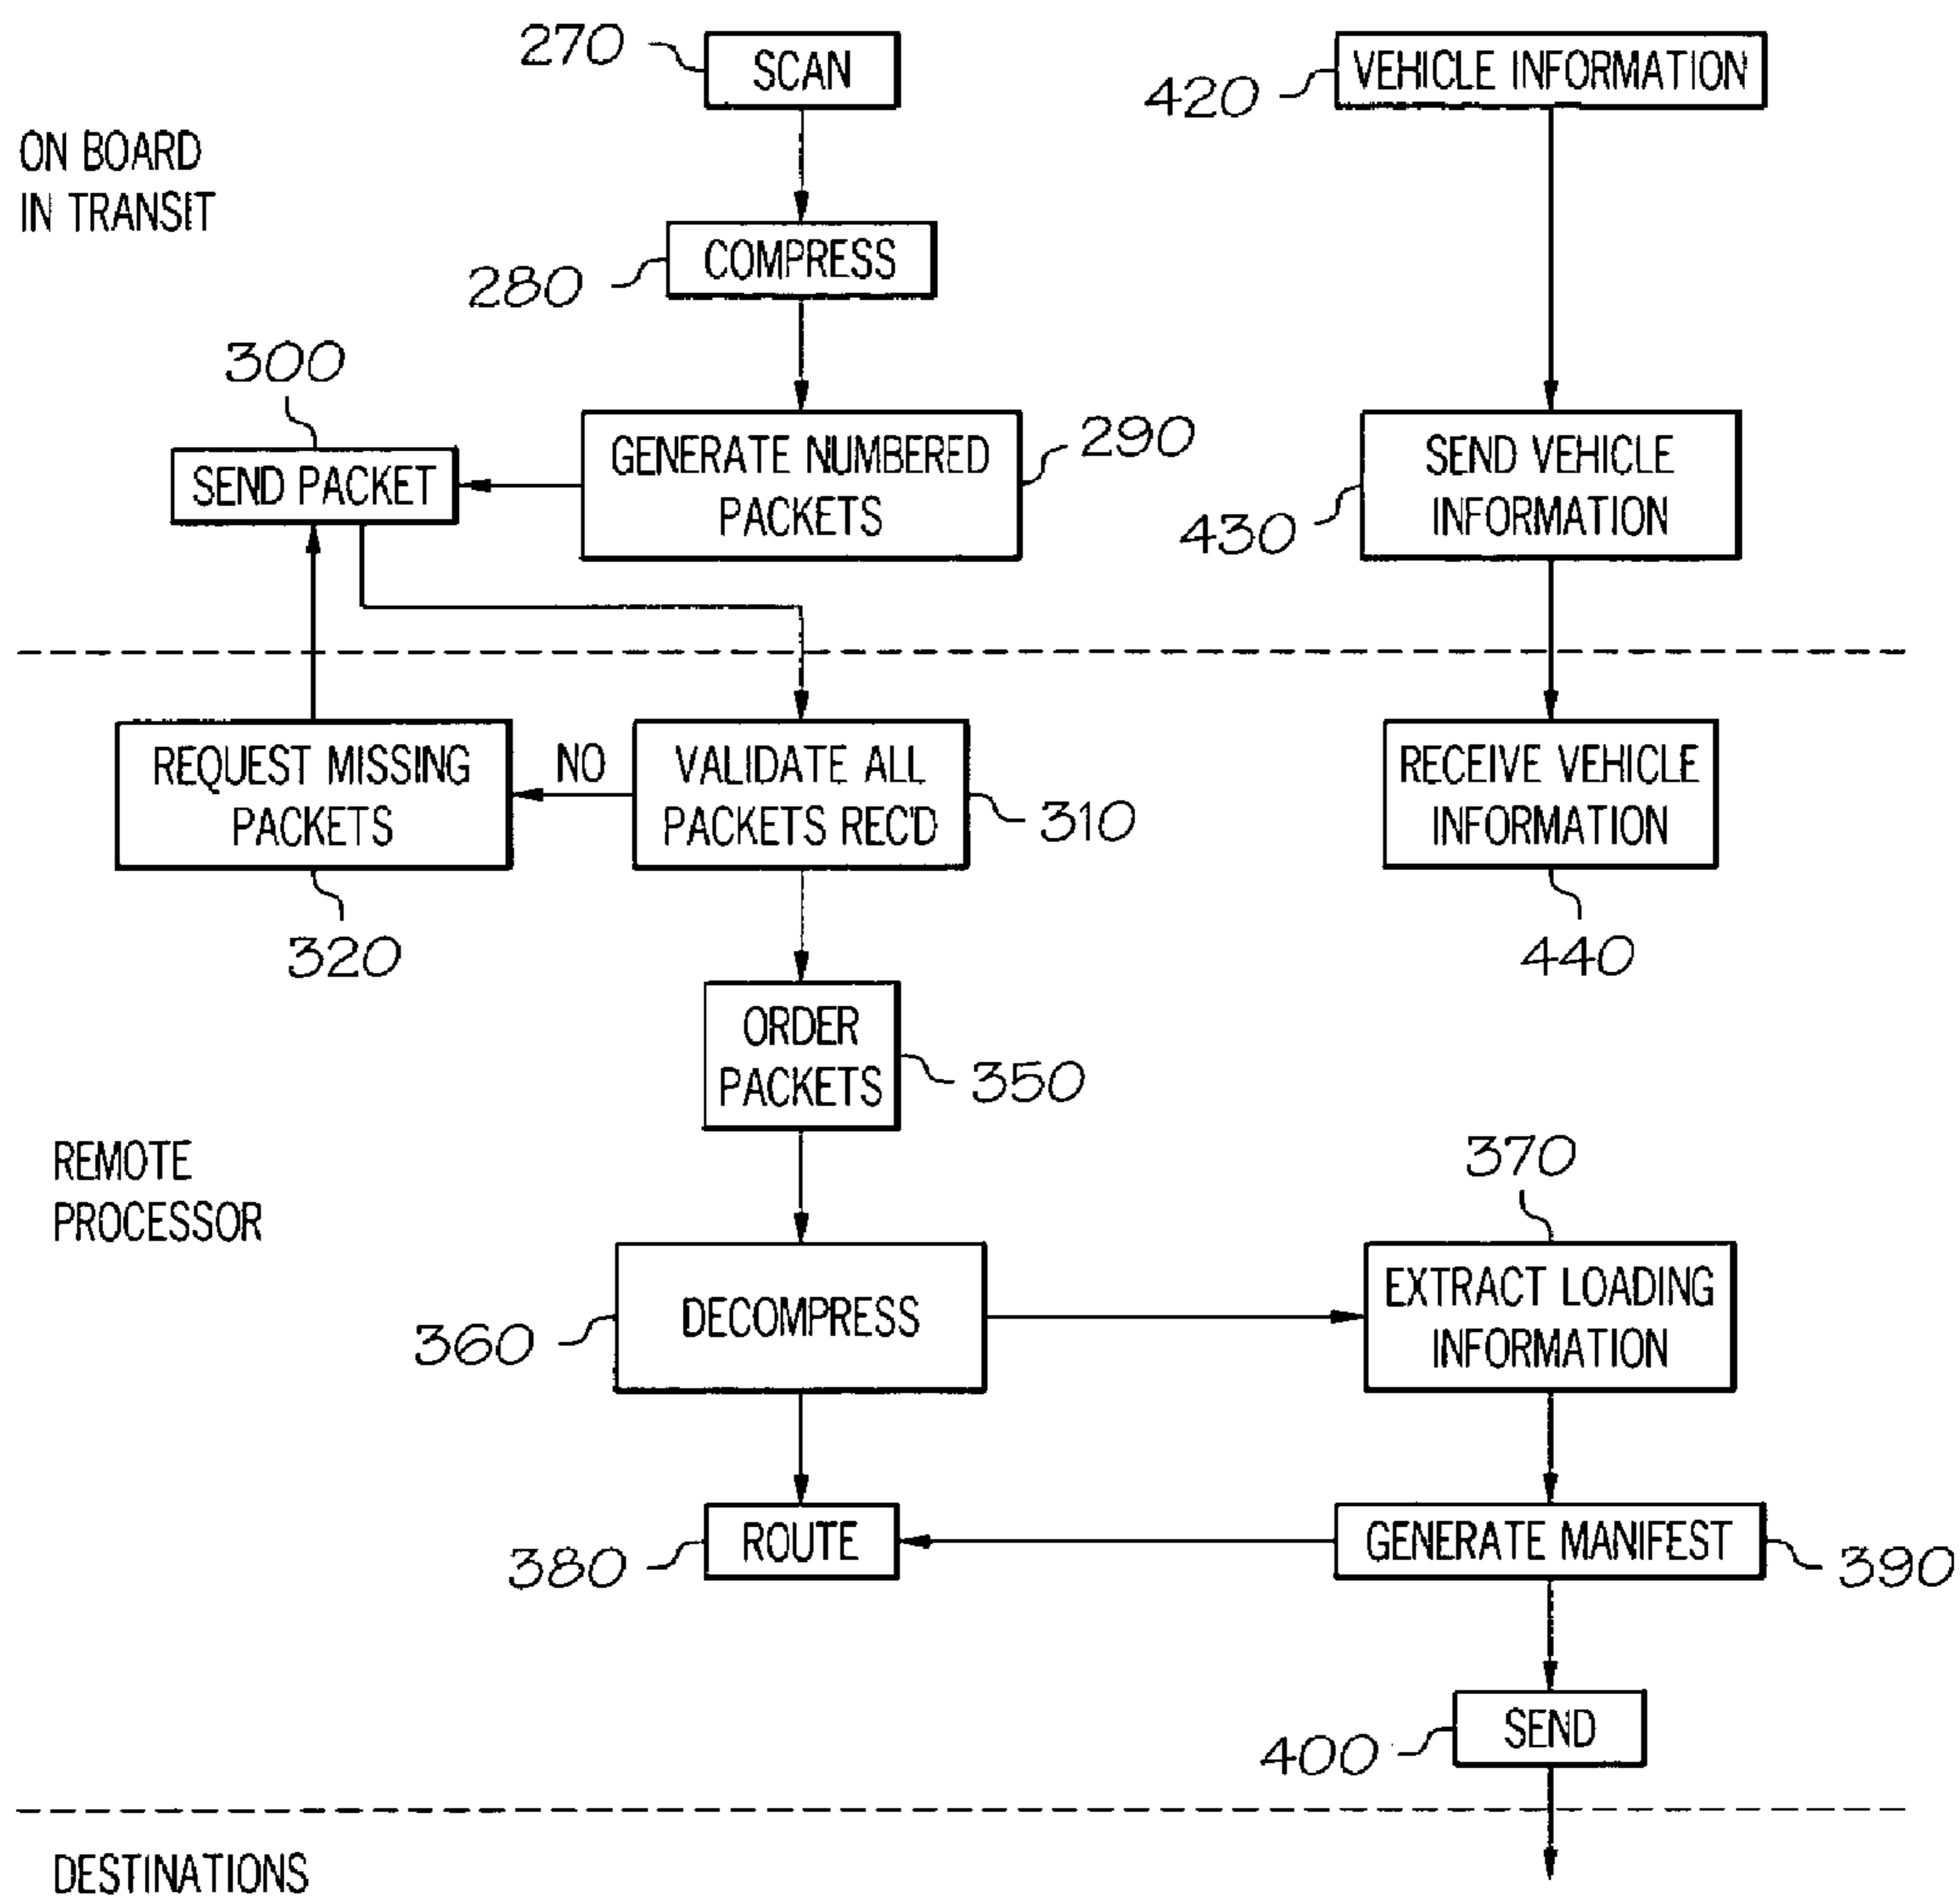 270
SCAN
420
VEHICLE INFORMATION
ON BOARD
IN TRANSIT
280
COMPRESS
300
SEND PACKET
GENERATE NUMBERED
PACKETS
290
430
SEND VEHICLE
INFORMATION
REQUEST MISSING
PACKETS
320
NO
VALIDATE ALL
PACKETS REC'D
310
RECEIVE VEHICLE
INFORMATION
440
ORDER
PACKETS
350
REMOTE
PROCESSOR
360
DECOMPRESS
370
EXTRACT LOADING
INFORMATION
380
ROUTE
GENERATE MANIFEST
390
400
SEND
DESTINATIONS